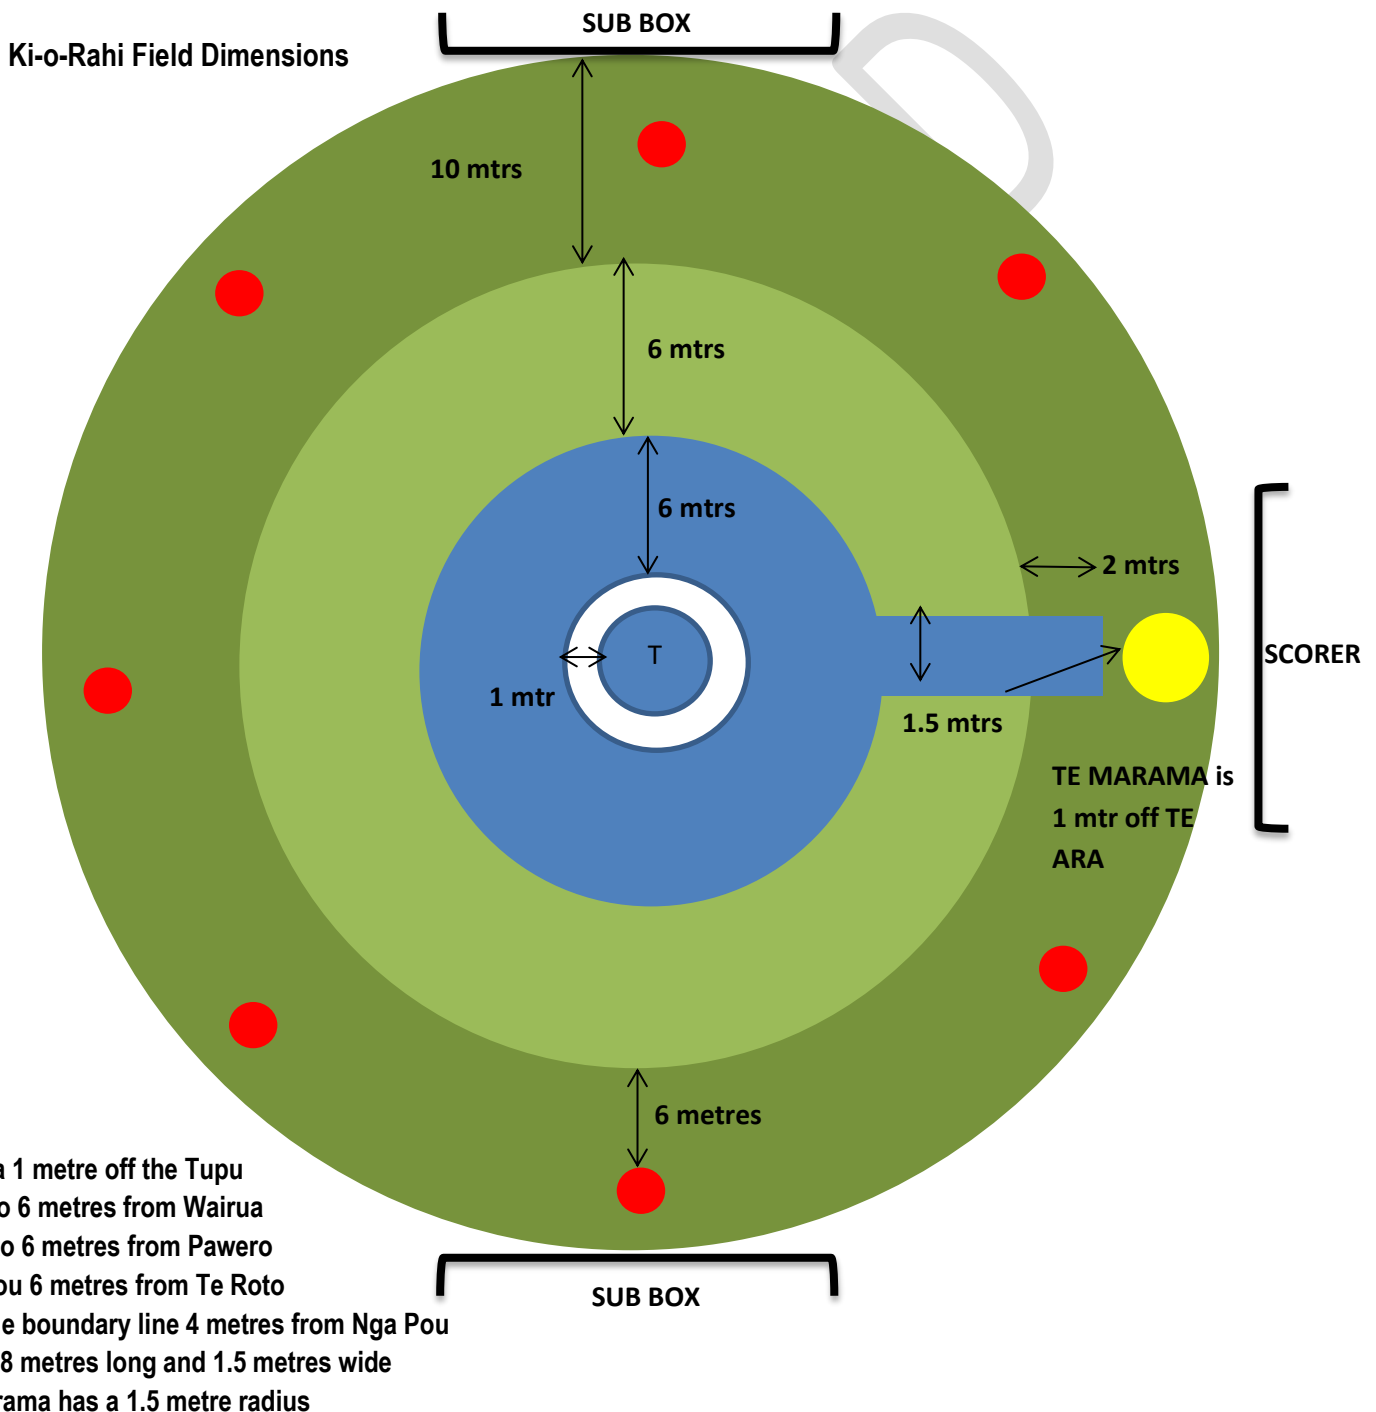 SUB BOX
Ki-o-Rahi Field Dimensions
10 mtrs
6 mtrs
6 mtrs
2 mtrs
T
SCORER
1 mtr
1.5 mtrs
TE MARAMA is
1 mtr off TE
ARA
6 metres
a 1 metre off the Tupu
o 6 metres from Wairua
o 6 metres from Pawero
ou 6 metres from Te Roto
e boundary line 4 metres from Nga Pou
8 metres long and 1.5 metres wide
rama has a 1.5 metre radius
SUB BOX